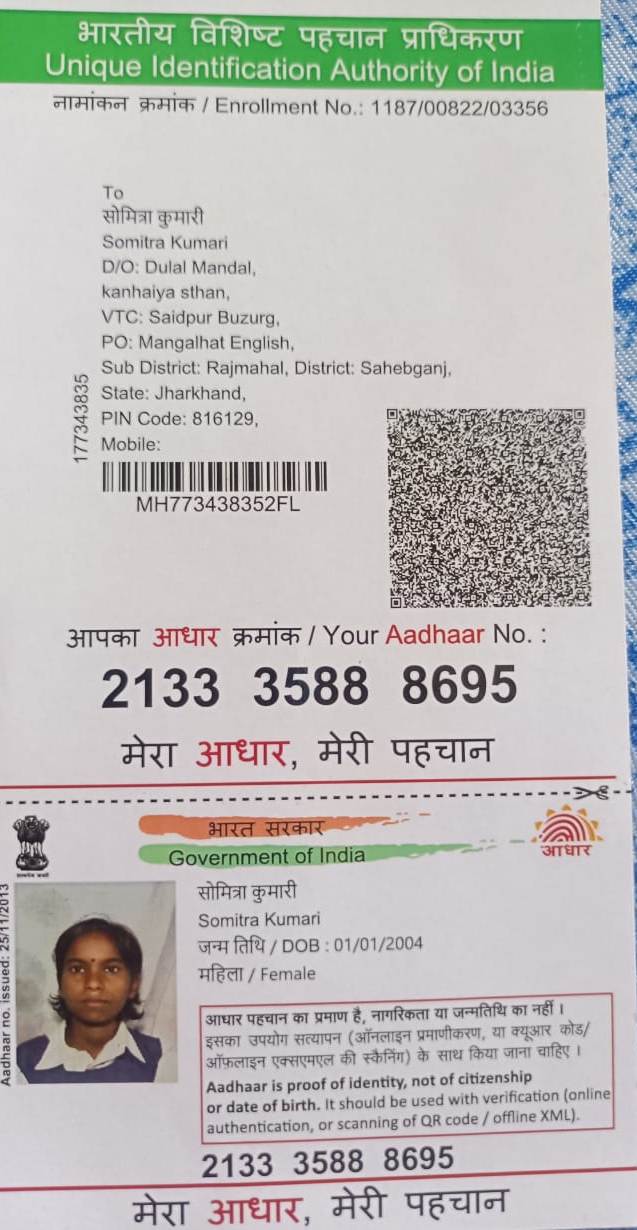 भारतीय विशिष्ट पहचान प्राधिकरण
Unique Identification Authority of India
नामांकन क्रमांक / Enrollment No.: 1187/00822/03356
To
सोमित्रा कुमारी
Somitra Kumari
D/O: Dulal Mandal,
kanhaiya sthan,
VTC: Saidpur Buzurg,
PO: Mangalhat English,
Sub District: Rajmahal, District: Sahebganj,
State: Jharkhand,
PIN Code: 816129,
Mobile:
177343835
MH773438352FL
आपका आधार क्रमांक / Your Aadhaar No. :
2133 3588 8695
मेरा आधार, मेरी पहचान
भारत सरकार
Government of India
आधार
Aadhaar no. issued: 25/11/2013
सोमित्रा कुमारी
Somitra Kumari
जन्म तिथि / DOB : 01/01/2004
महिला / Female
आधार पहचान का प्रमाण है, नागरिकता या जन्मतिथि का नहीं ।
इसका उपयोग सत्यापन (ऑनलाइन प्रमाणीकरण, या क्यूआर कोड/
ऑफ़लाइन एक्सएमएल की स्कैनिंग) के साथ किया जाना चाहिए ।
Aadhaar is proof of identity, not of citizenship
or date of birth. It should be used with verification (online
authentication, or scanning of QR code / offline XML).
2133 3588 8695
मेरा आधार, मेरी पहचान